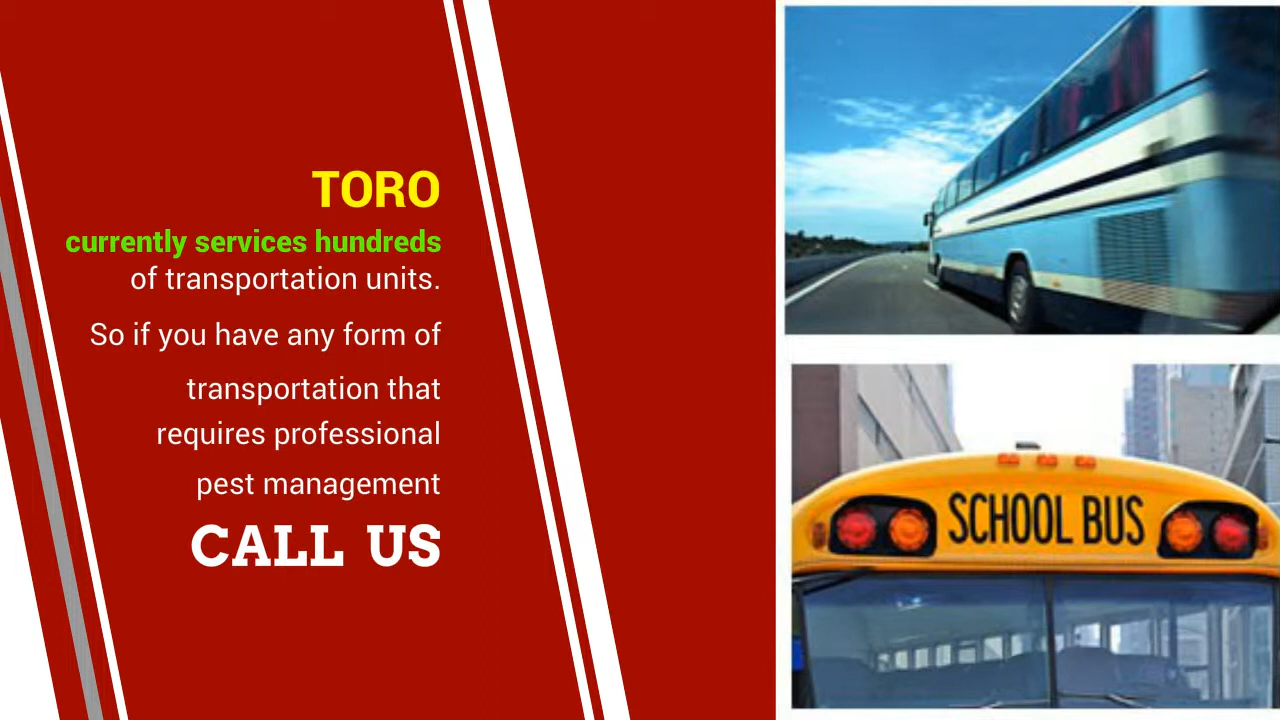 TORO
currently services hundreds
of transportation units.
So if you have any form of
transportation that
requires professional
pest management
CALL US
SCHOOL BUS